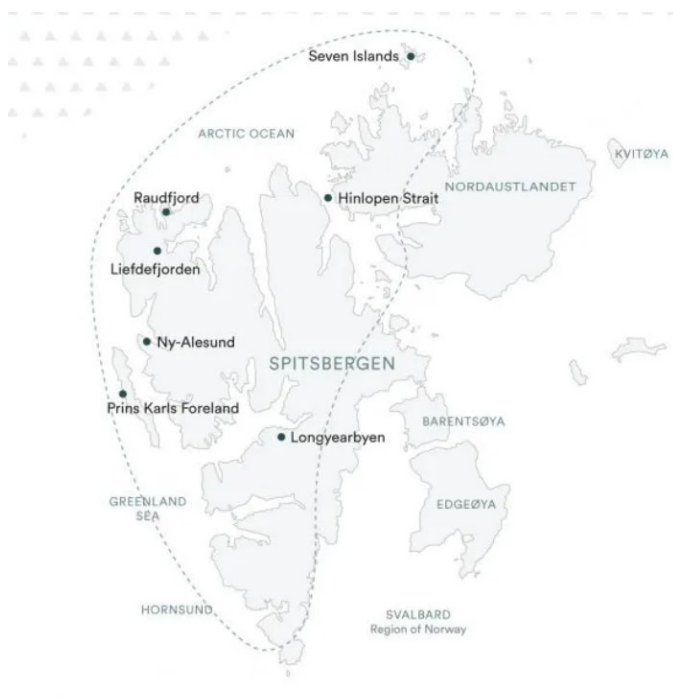 Seven Islands
ARCTIC OCEAN
KVITØYA
NORDAUSTLANDET
Raudfjord
Hinlopen Strait
Liefdefjorden
Ny-Alesund
SPITSBERGEN
Prins Karls Foreland
BARENTSØYA
Longyearbyen
GREENLAND
SEA
EDGEØYA
HORNSUND
SVALBARD
Region of Norway